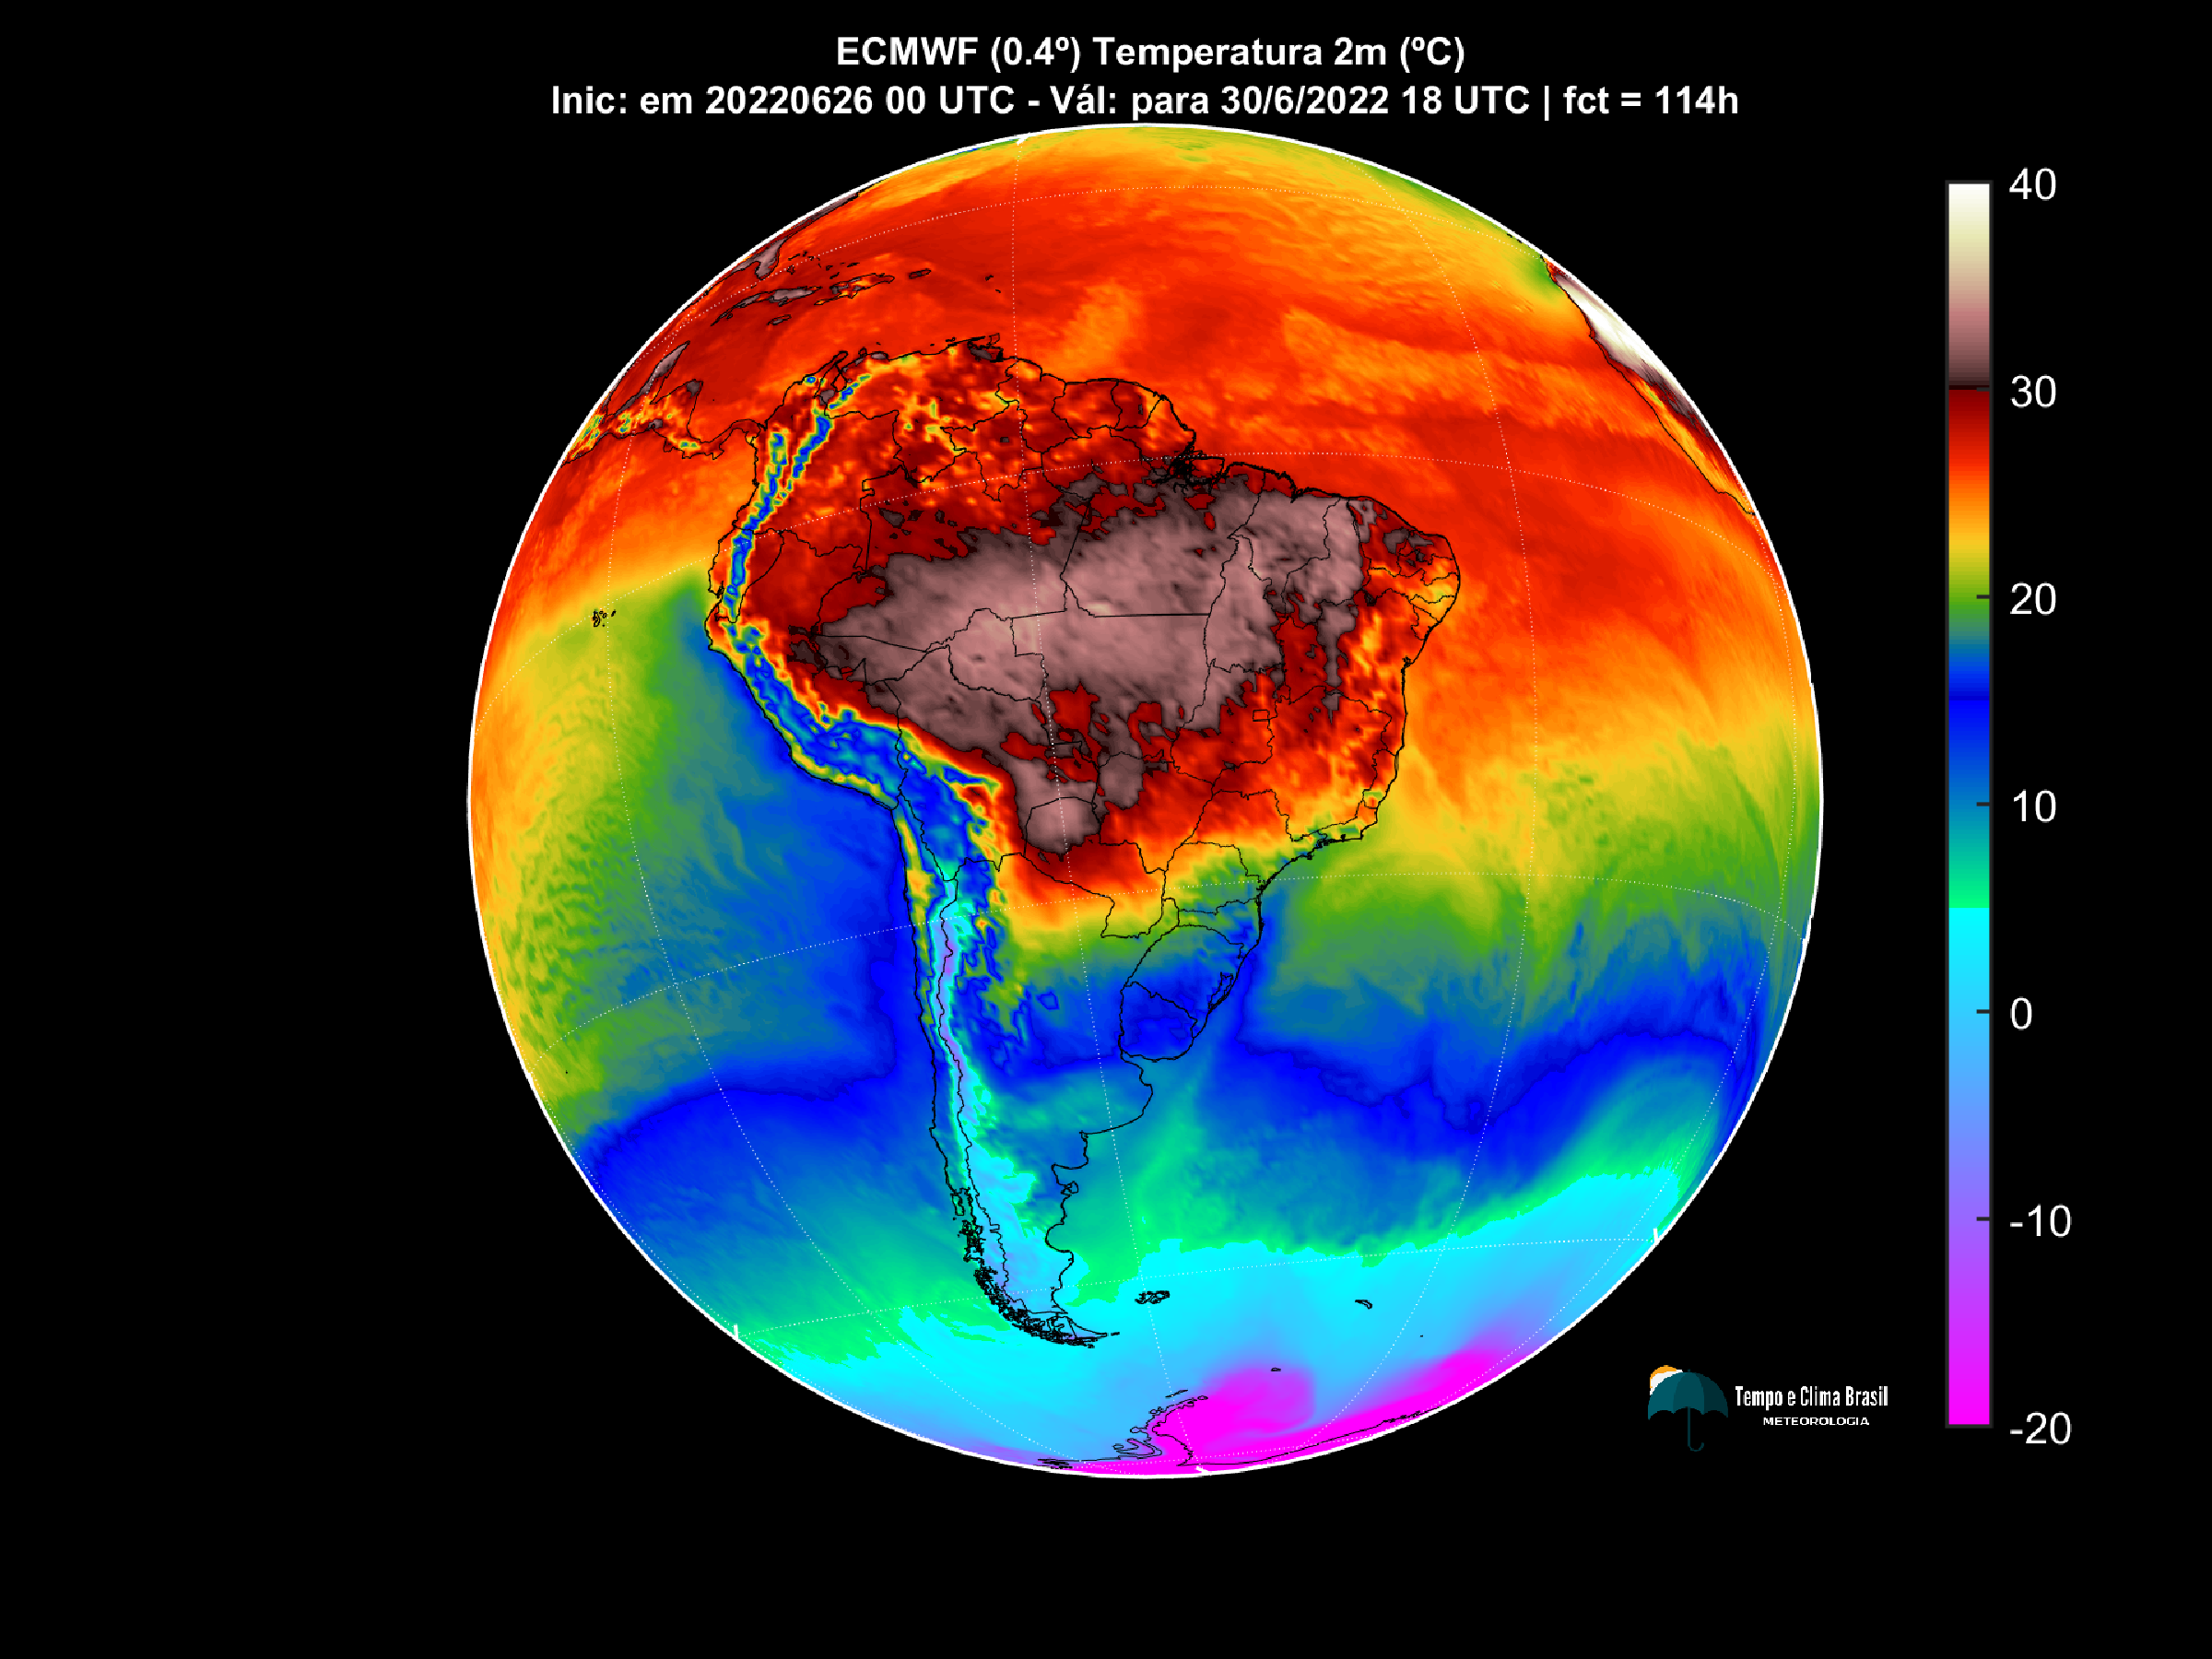 ECMWF (0.4º) Temperatura 2m (ºC)
Inic: em 20220626 00 UTC - Vál: para 30/6/2022 18 UTC | fct = 114h
40
30
20
10
0
-10
-20
Tempo e Clima Brasil
METEOROLOGIA